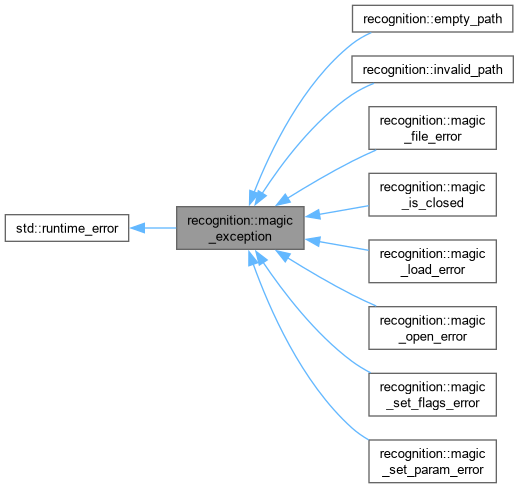 recognition::empty_path
recognition::invalid_path
recognition::magic
_file_error
recognition::magic
_is_closed
std::runtime_error
recognition::magic
_exception
recognition::magic
_load_error
recognition::magic
_open_error
recognition::magic
_set_flags_error
recognition::magic
_set_param_error